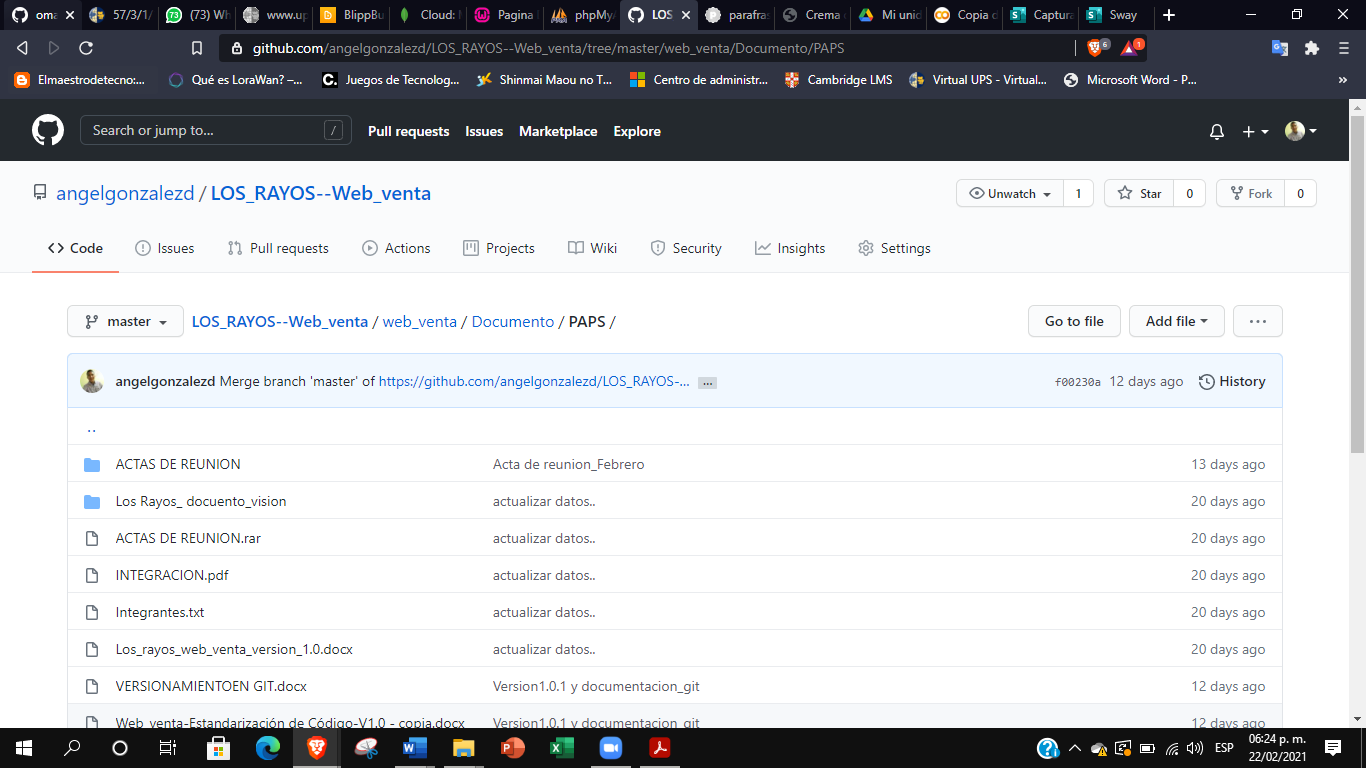 oma
57/3/1/
(73) Wh
www.up
BlippBu
Cloud: M
Pagina l
phpMyA
LOS
parafras
Crema
Mi unid
Copia d
Captura
Sway
github.com/angelgonzalezd/LOS_RAYOS--Web_venta/tree/master/web_venta/Documento/PAPS
6
1
Elmaestrodetecno:...
Qué es LoraWan? –...
Juegos de Tecnolog...
Shinmai Maou no T...
Centro de administr...
Cambridge LMS
Virtual UPS - Virtual...
Microsoft Word - P...
»
Search or jump to...
/
Pull requests
Issues
Marketplace
Explore
angelgonzalezd / LOS_RAYOS--Web_venta
Unwatch
1
Star
0
Fork
0
Code
Issues
Pull requests
Actions
Projects
Wiki
Security
Insights
Settings
master
LOS_RAYOS--Web_venta / web_venta / Documento / PAPS /
Go to file
Add file
...
angelgonzalezd Merge branch 'master' of https://github.com/angelgonzalezd/LOS_RAYOS-... ...
f00230a 12 days ago
History
..
ACTAS DE REUNION
Acta de reunion_Febrero
13 days ago
Los Rayos_ docuento_vision
actualizar datos..
20 days ago
ACTAS DE REUNION.rar
actualizar datos..
20 days ago
INTEGRACION.pdf
actualizar datos..
20 days ago
Integrantes.txt
actualizar datos..
20 days ago
Los_rayos_web_venta_version_1.0.docx
actualizar datos..
20 days ago
VERSIONAMIENTOEN GIT.docx
Version1.0.1 y documentacion_git
12 days ago
Web_venta-Estandarización de Código-V1.0 - copia.docx
Version1.0.1 y documentacion_git
12 days ago
ESP
06:24 p. m.
22/02/2021